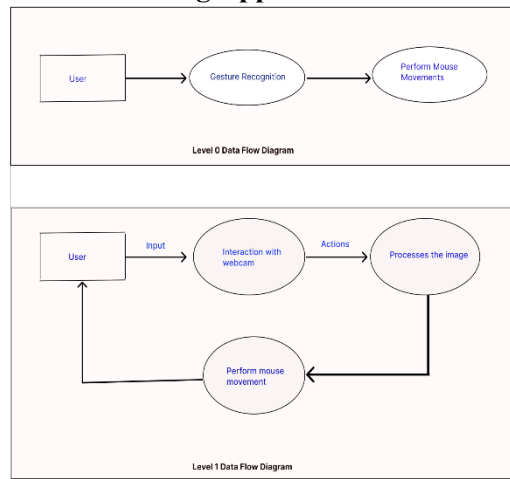 User
Gesture Recognition
Perform Mouse
Movements
Level 0 Data Flow Diagram
User
Input
Interaction with
webcam
Actions
Processes the image
Perform mouse
movement
Level 1 Data Flow Diagram